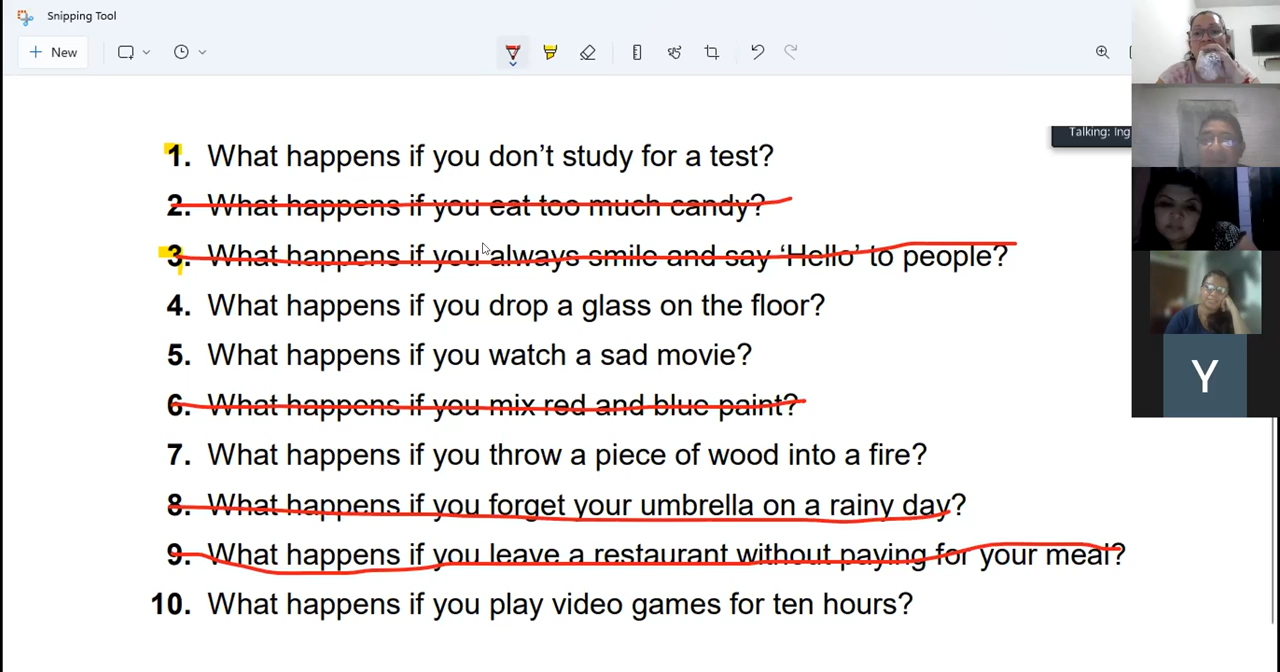 Snipping Tool
New
Talking: Ing
1. What happens if you don't study for a test?
2. What happens if you eat too much candy?
3. What happens if you always smile and say ‘Hello’ to people?
4. What happens if you drop a glass on the floor?
5. What happens if you watch a sad movie?
6. What happens if you mix red and blue paint?
7. What happens if you throw a piece of wood into a fire?
8. What happens if you forget your umbrella on a rainy day?
9. What happens if you leave a restaurant without paying for your meal?
10. What happens if you play video games for ten hours?
Y